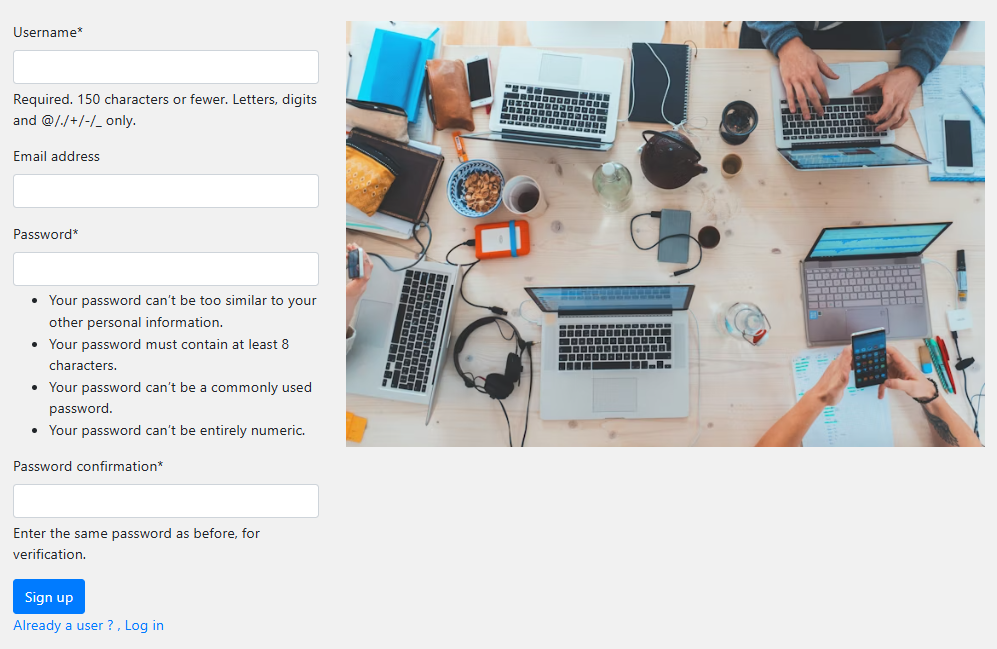 Username*
Required. 150 characters or fewer. Letters, digits
and @/./+/-/_ only.
Email address
Password*
Your password can't be too similar to your
other personal information.
Your password must contain at least 8
characters.
Your password can't be a commonly used
password.
Your password can't be entirely numeric.
Password confirmation*
Enter the same password as before, for
verification.
Sign up
Already a user ? , Log in